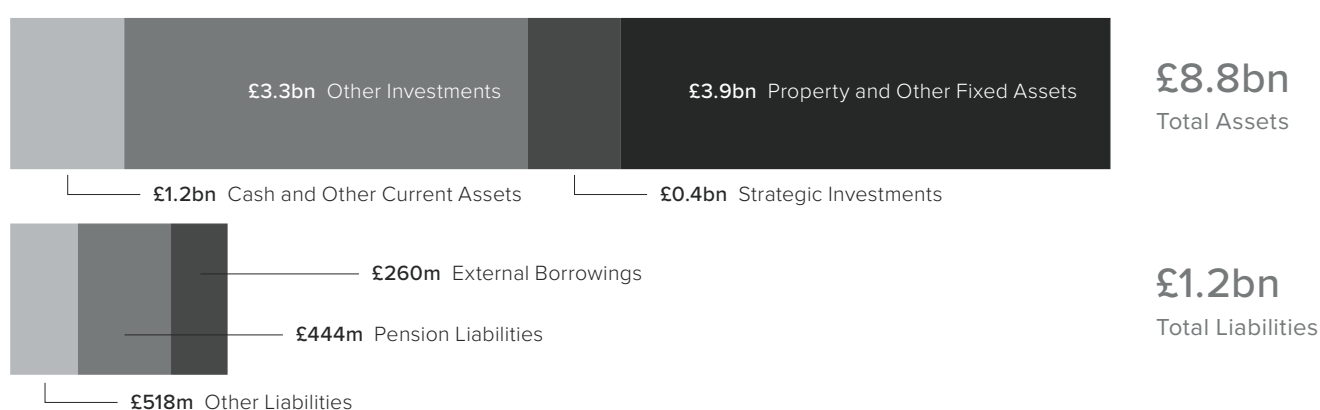 £3.3bn Other Investments
£3.9bn Property and Other Fixed Assets
£8.8bn
Total Assets
£1.2bn Cash and Other Current Assets
£0.4bn Strategic Investments
£260m External Borrowings
£1.2bn
Total Liabilities
£444m Pension Liabilities
£518m Other Liabilities